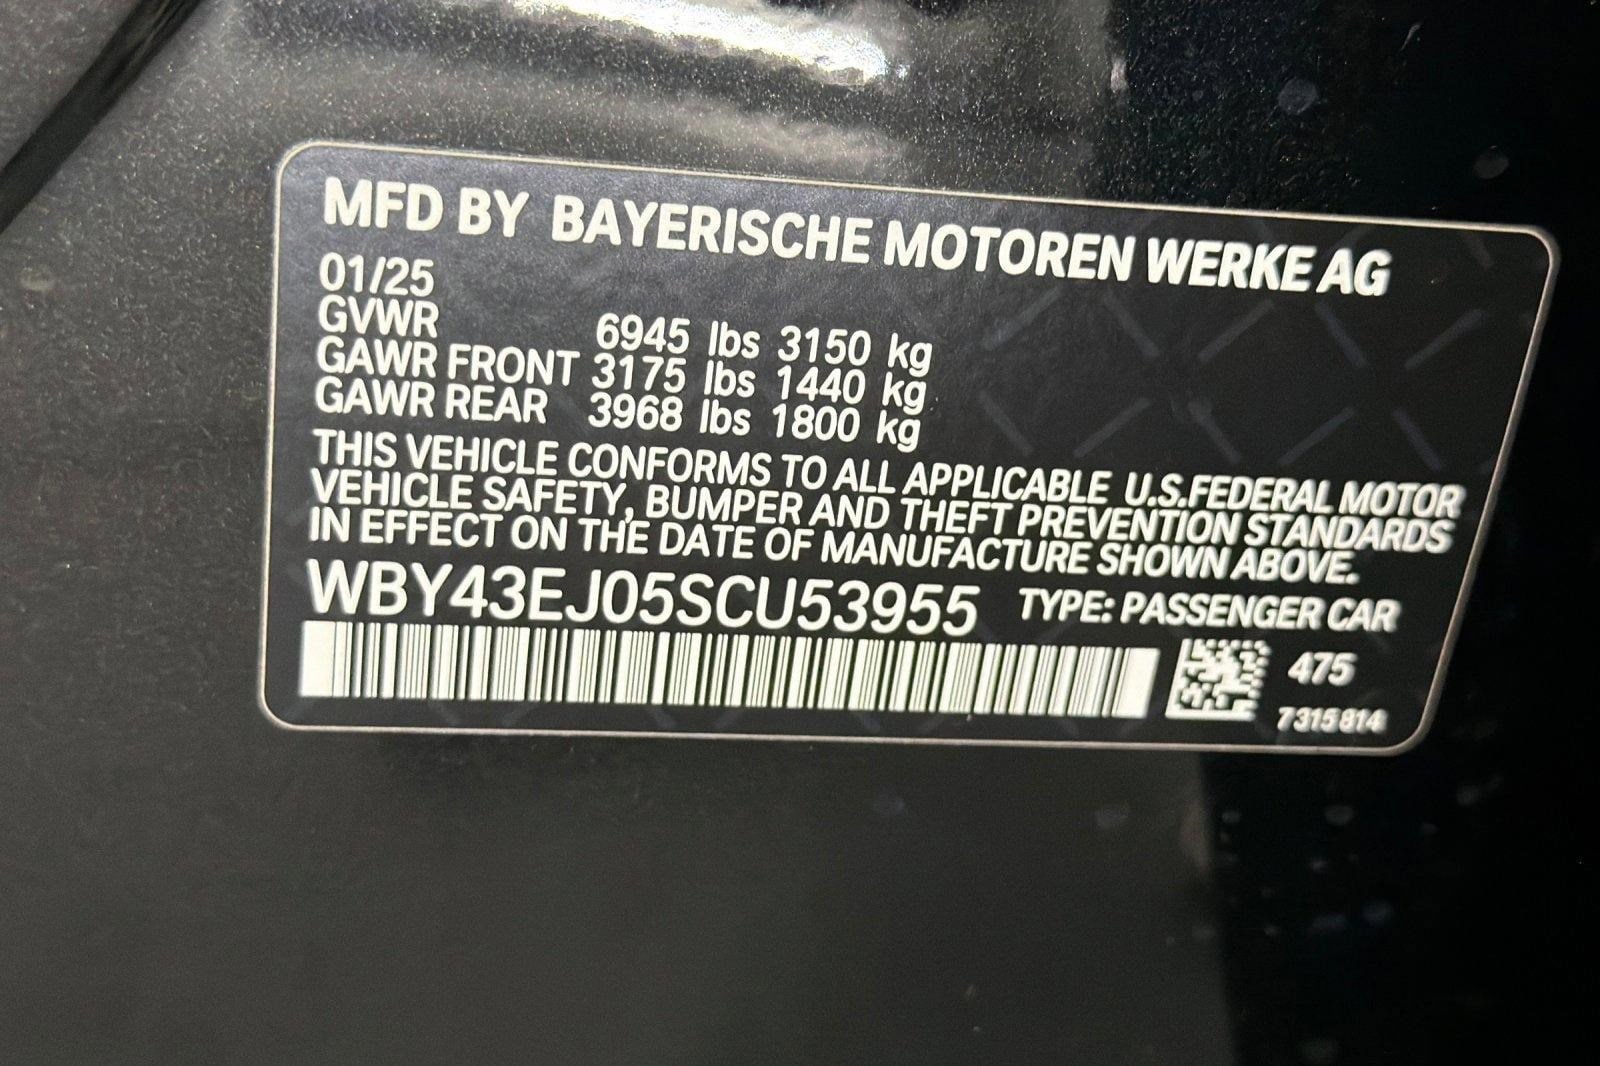 MFD BY BAYERISCHE MOTOREN WERKE AG
01/25
GVWR 6945 lbs 3150 kg
GAWR FRONT 3175 lbs 1440 kg
GAWR REAR 3968 lbs 1800 kg
THIS VEHICLE CONFORMS TO ALL APPLICABLE U.S.FEDERAL MOTOR
VEHICLE SAFETY, BUMPER AND THEFT PREVENTION STANDARDS
IN EFFECT ON THE DATE OF MANUFACTURE SHOWN ABOVE.
WBY43EJ05SCU53955 TYPE: PASSENGER CAR
475
7315814